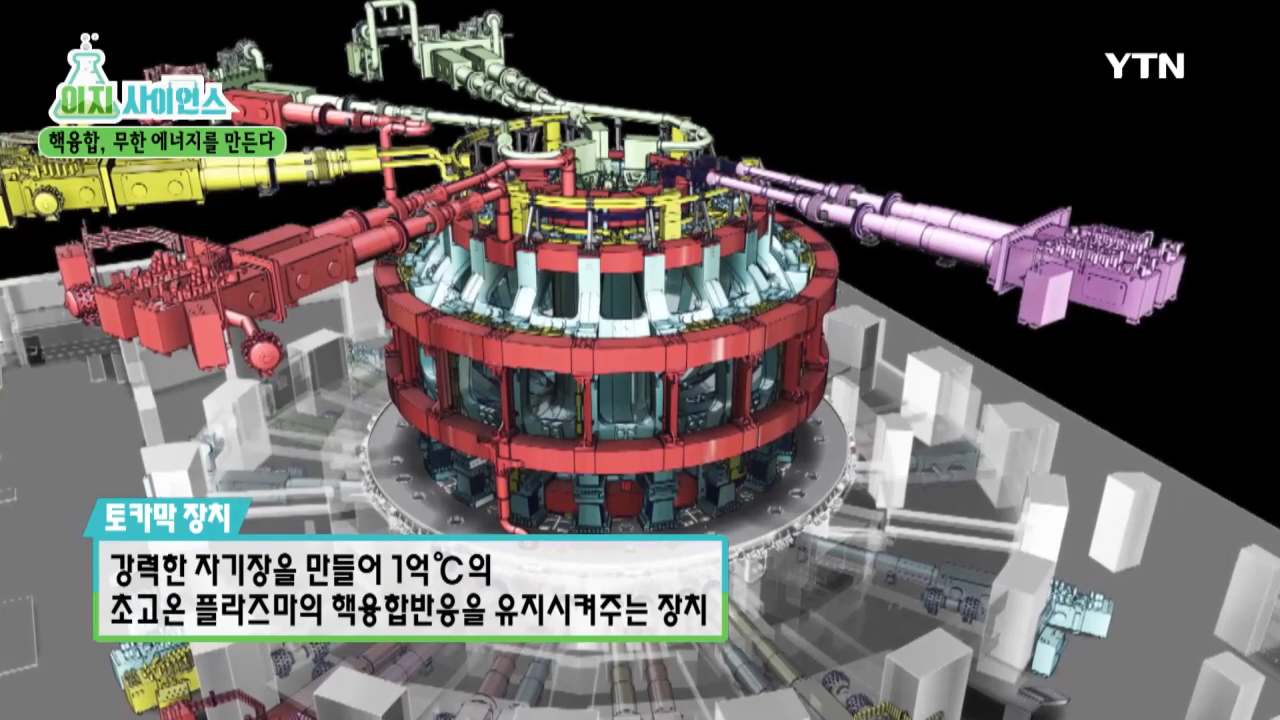 이지 사이언스
핵융합, 무한 에너지를 만든다
YTN
토카막 장치
강력한 자기장을 만들어 1억℃의
초고온 플라즈마의 핵융합반응을 유지시켜주는 장치